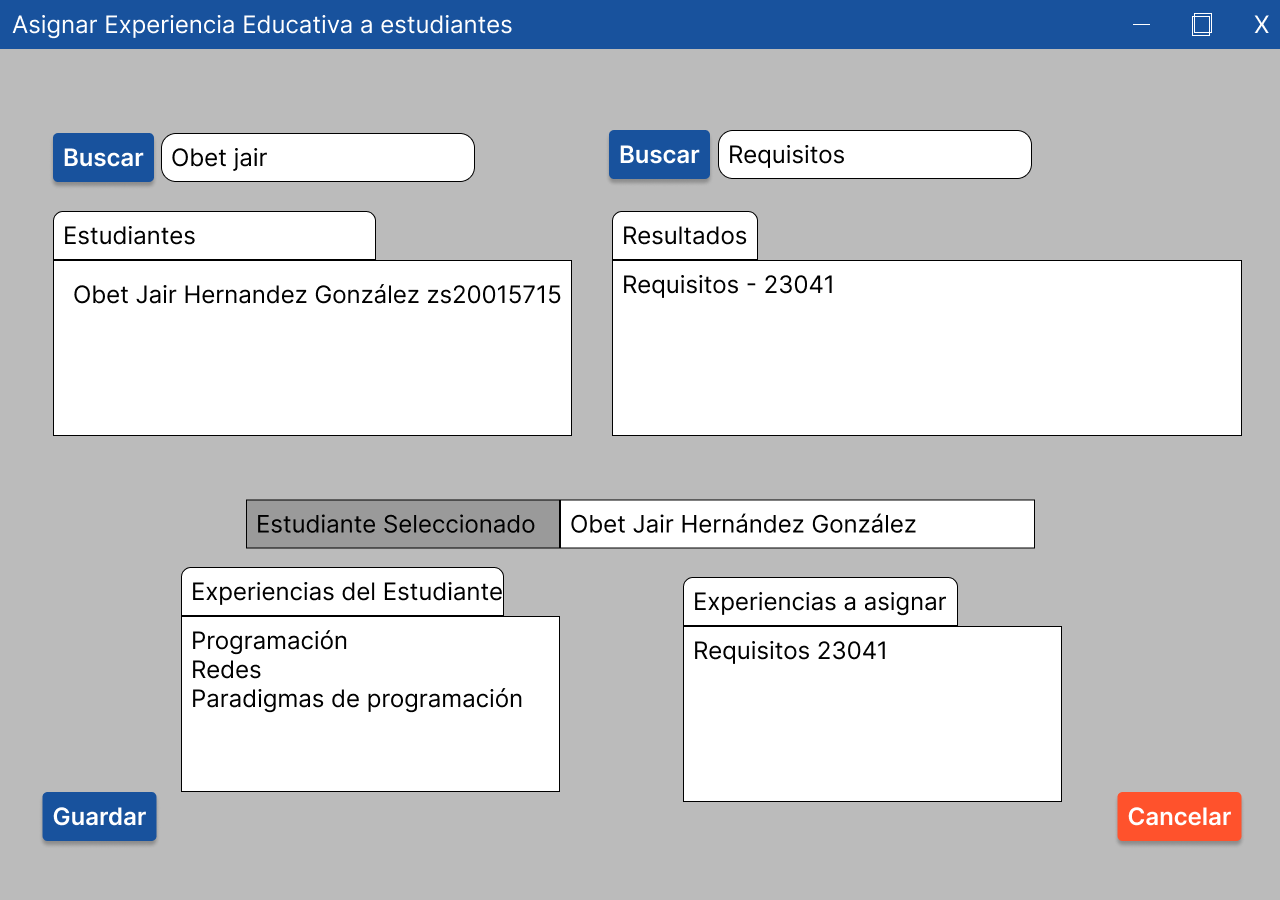 Asignar Experiencia Educativa a estudiantes
X
Buscar
Obet jair
Buscar
Requisitos
Estudiantes
Obet Jair Hernandez González zs20015715
Resultados
Requisitos - 23041
Estudiante Seleccionado
Obet Jair Hernández González
Experiencias del Estudiante
Programación
Redes
Paradigmas de programación
Experiencias a asignar
Requisitos 23041
Guardar
Cancelar